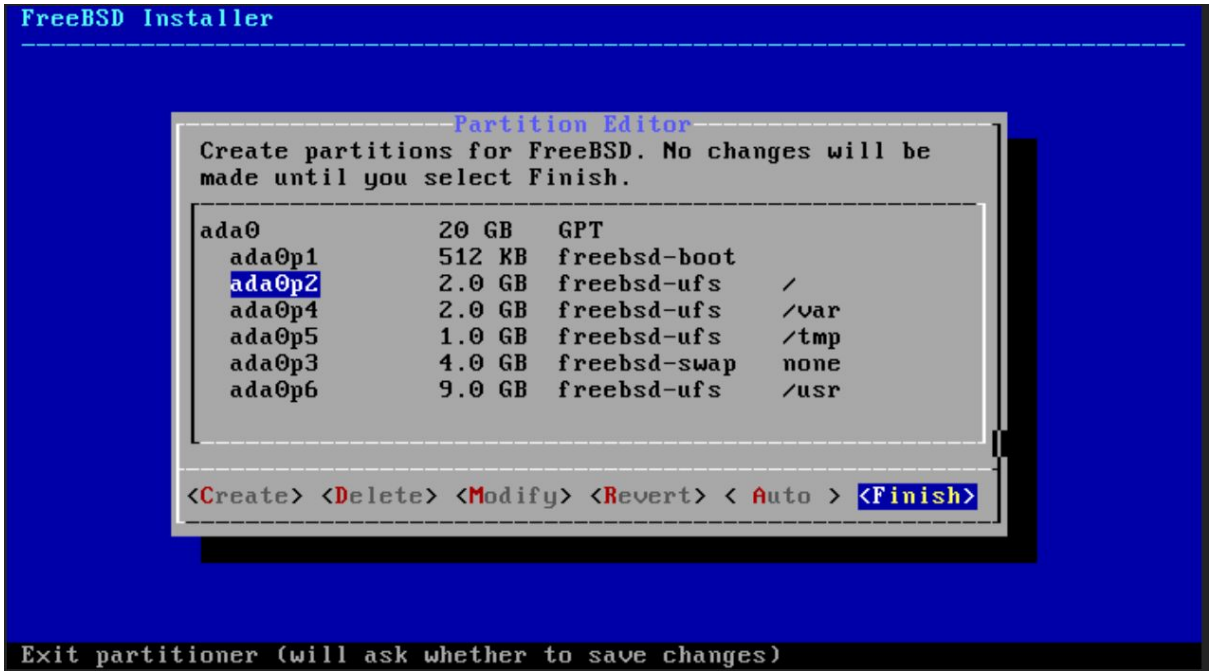 FreeBSD Installer
Partition Editor
Create partitions for FreeBSD. No changes will be
made until you select Finish.
ada0 20 GB GPT
ada0p1 512 KB freebsd-boot
ada0p2 2.0 GB freebsd-ufs /
ada0p4 2.0 GB freebsd-ufs /var
ada0p5 1.0 GB freebsd-ufs /tmp
ada0p3 4.0 GB freebsd-swap none
ada0p6 9.0 GB freebsd-ufs /usr
<Create> <Delete> <Modify> <Revert> < Auto > <Finish>
Exit partitioner (will ask whether to save changes)